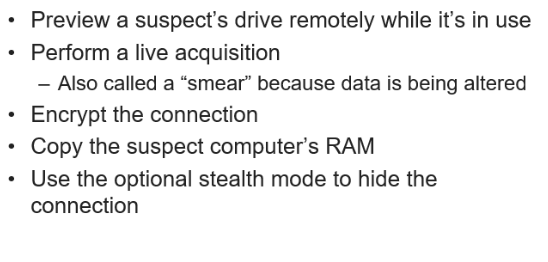 • Preview a suspect’s drive remotely while it’s in use
• Perform a live acquisition
– Also called a “smear” because data is being altered
• Encrypt the connection
• Copy the suspect computer’s RAM
• Use the optional stealth mode to hide the
connection